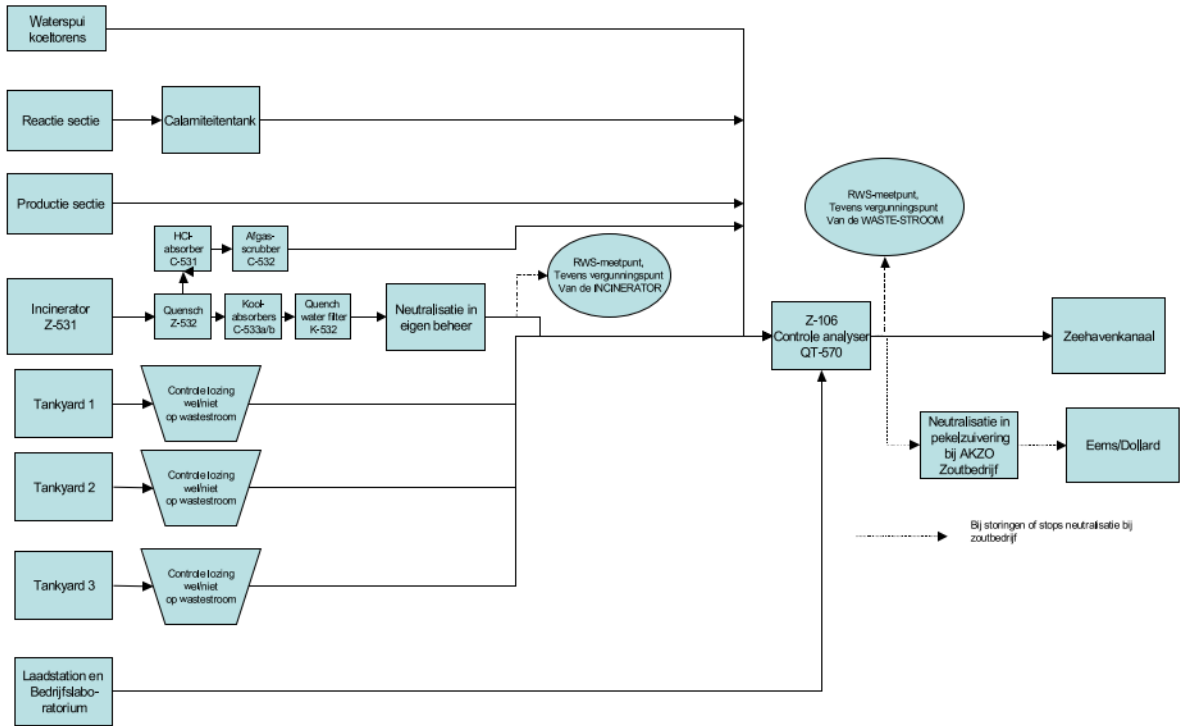 Waterspui
koeltorens
Reactie sectie
Calamiteitentank
Productie sectie
HCl-
absorber
C-531
Afgas-
scrubber
C-532
Incinerator
Z-531
Quensch
Z-532
Kool-
absorbers
C-533a/b
Quench
water filter
K-532
Neutralisatie in
eigen beheer
RWS-meetpunt,
Tevens vergunningspunt
Van de INCINERATOR
RWS-meetpunt,
Tevens vergunningspunt
Van de WASTE-STROOM
Z-106
Controle analyser
QT-570
Zeehavenkanaal
Tankyard 1
Controle lozing
wel/niet
op wastestroom
Neutralisatie in
pekelzuivering
bij AKZO
Zoutbedrijf
Eems/Dollard
Tankyard 2
Controle lozing
wel/niet
op wastestroom
Bij storingen of stops neutralisatie bij
zoutbedrijf
Tankyard 3
Controle lozing
wel/niet
op wastestroom
Laadstation en
Bedrijfslabo-
ratorium